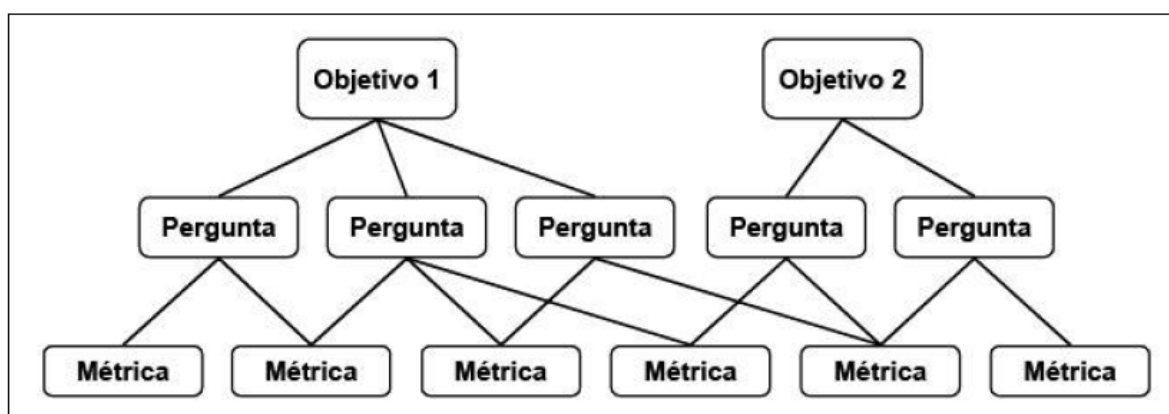 Objetivo 1 Objetivo 2
Pergunta Pergunta Pergunta Pergunta Pergunta
Métrica Métrica Métrica Métrica Métrica Métrica